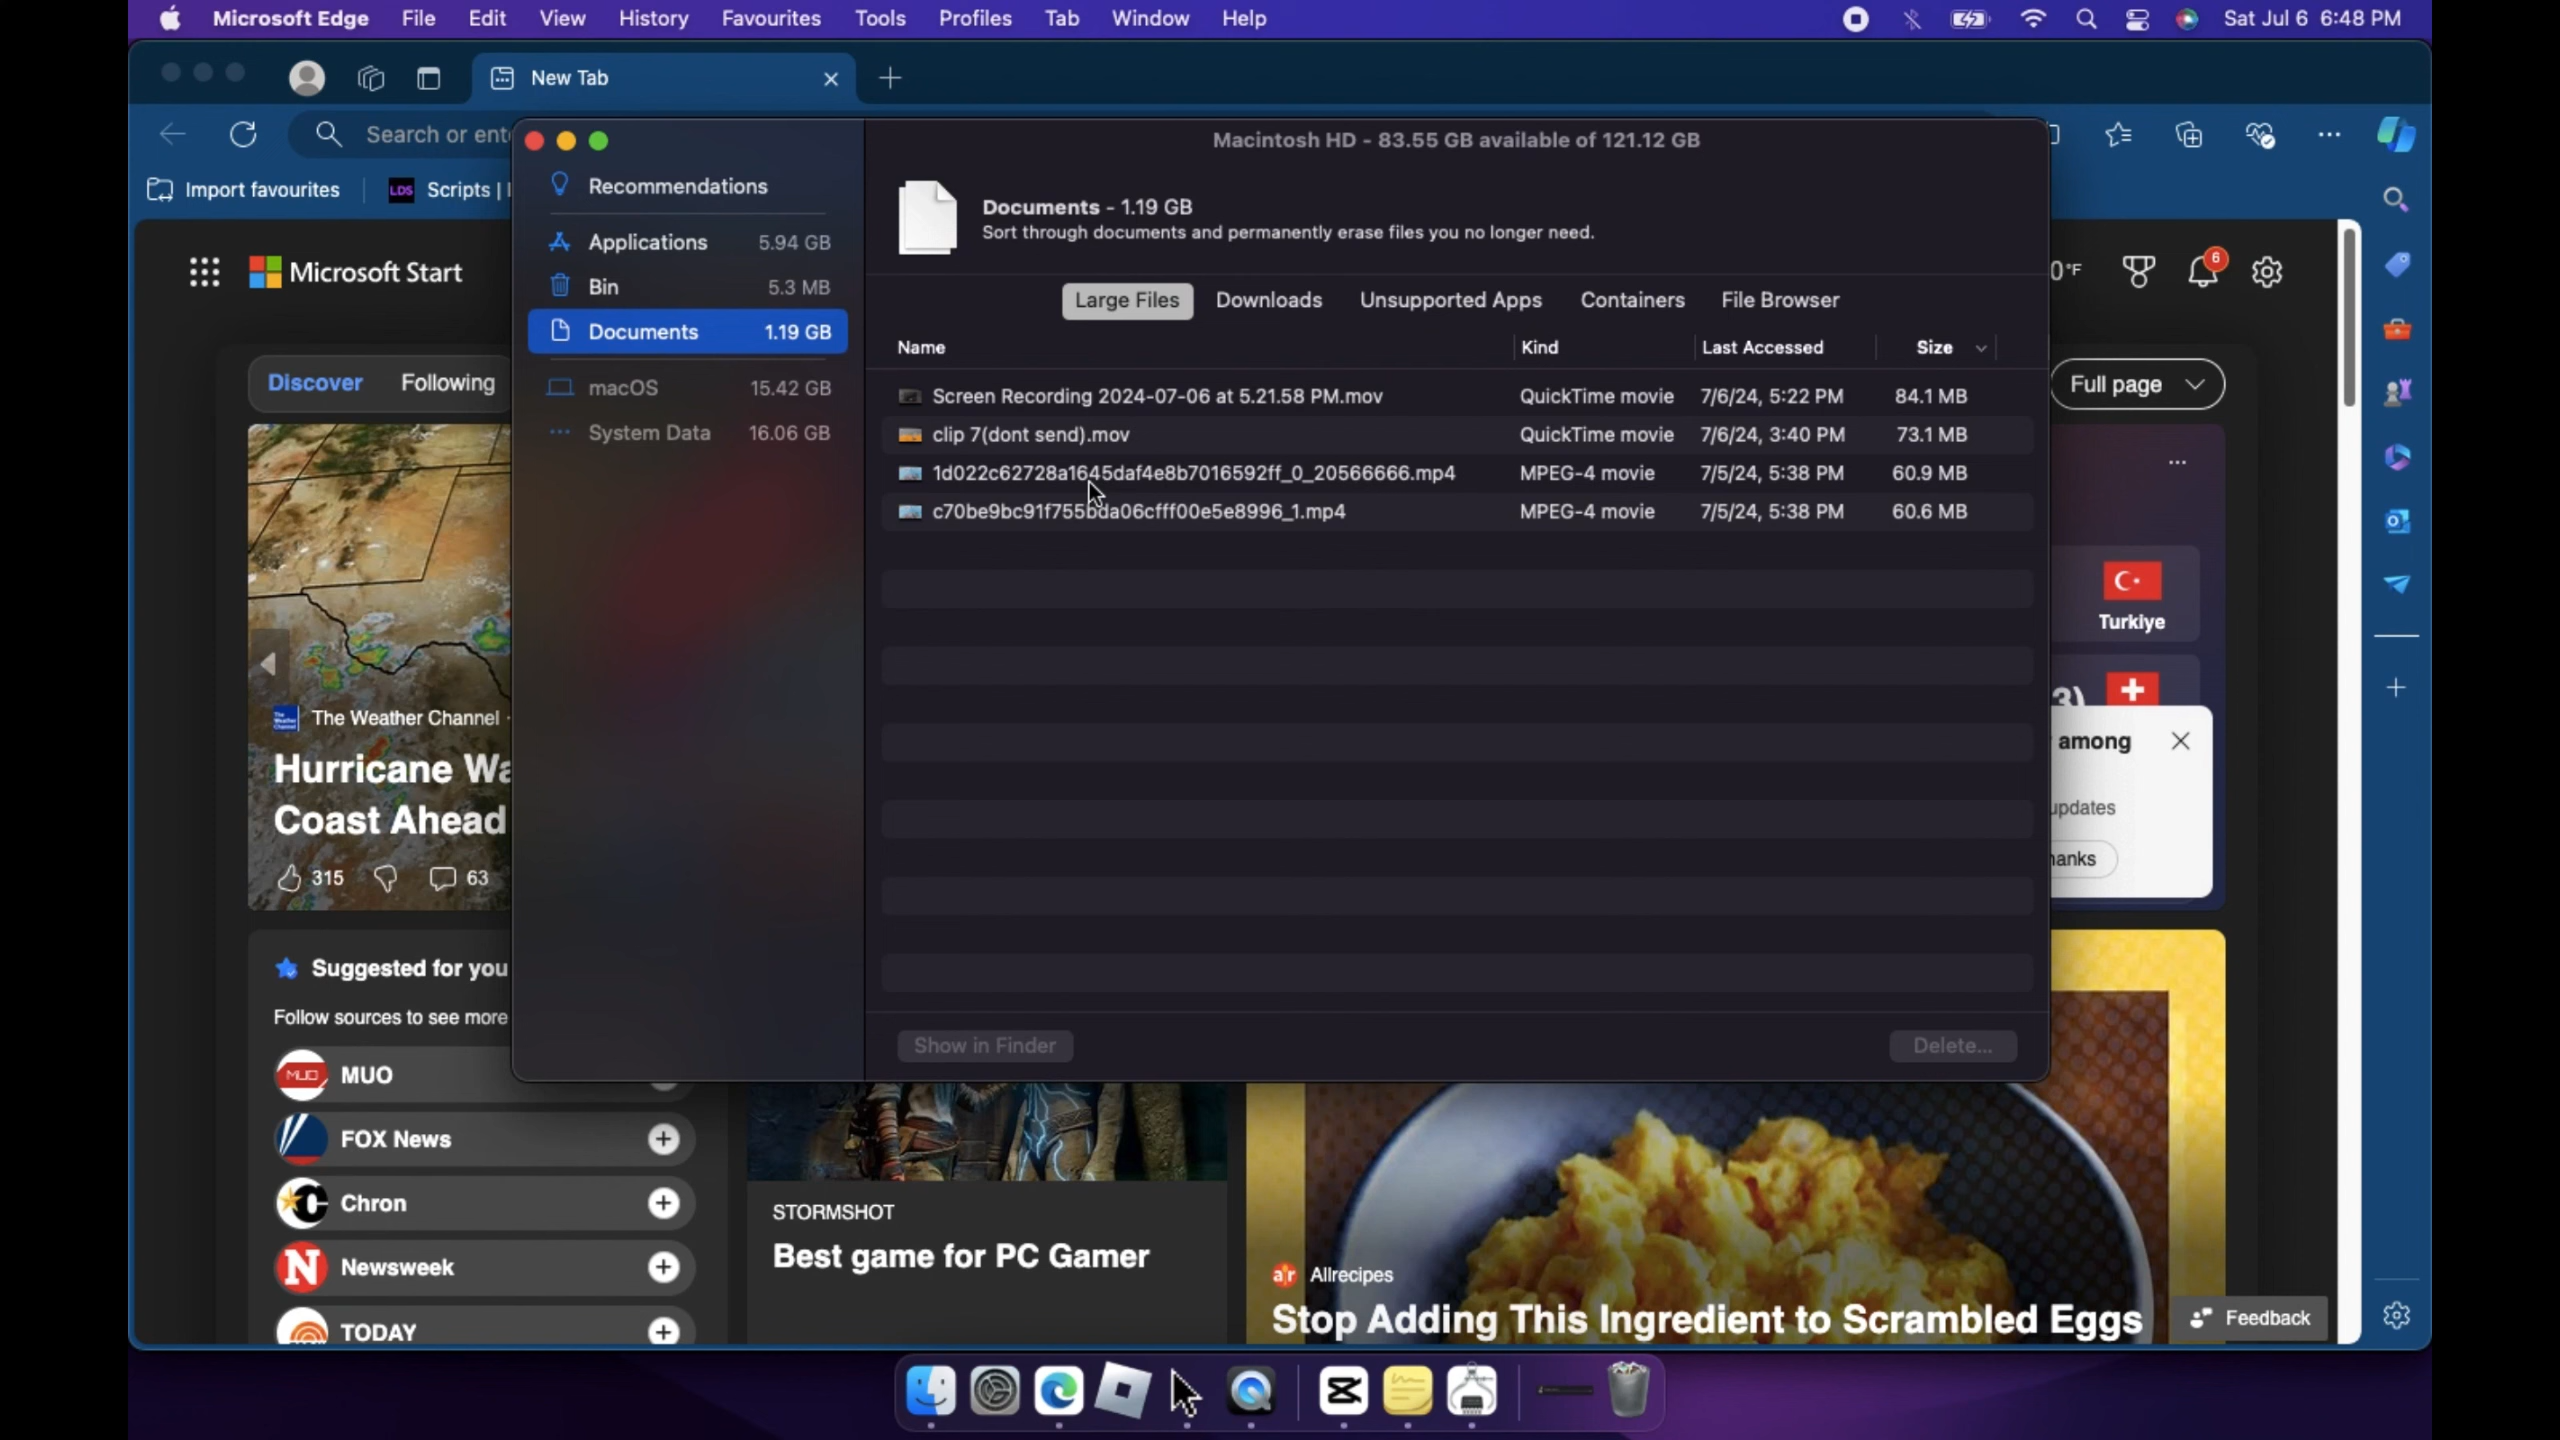 Microsoft Edge File Edit View History Favourites Tools Profiles Tab Window Help Sat Jul 6 6:48 PM
New Tab
Search or ente
Import favourites LDS Scripts |
Microsoft Start
Discover Following
The Weather Channel
Hurricane Wa
Coast Ahead
315 63
Suggested for you
Follow sources to see more
MUO
FOX News
Chron
Newsweek
TODAY
Macintosh HD - 83.55 GB available of 121.12 GB
Recommendations
Applications 5.94 GB
Bin 5.3 MB
Documents 1.19 GB
macOS 15.42 GB
System Data 16.06 GB
Documents - 1.19 GB
Sort through documents and permanently erase files you no longer need.
Large Files Downloads Unsupported Apps Containers File Browser
Name Kind Last Accessed Size
Screen Recording 2024-07-06 at 5.21.58 PM.mov QuickTime movie 7/6/24, 5:22 PM 84.1 MB
clip 7(dont send).mov QuickTime movie 7/6/24, 3:40 PM 73.1 MB
1d022c62728a1645daf4e8b7016592ff_0_20566666.mp4 MPEG-4 movie 7/5/24, 5:38 PM 60.9 MB
MPEG-4 movie 7/5/24, 5:38 PM 60.6 MB
Show in Finder Delete...
0°F 6
Full page
Turkiye
3)
among
updates
hanks
STORMSHOT
Best game for PC Gamer
ar Allrecipes
Stop Adding This Ingredient to Scrambled Eggs
Feedback